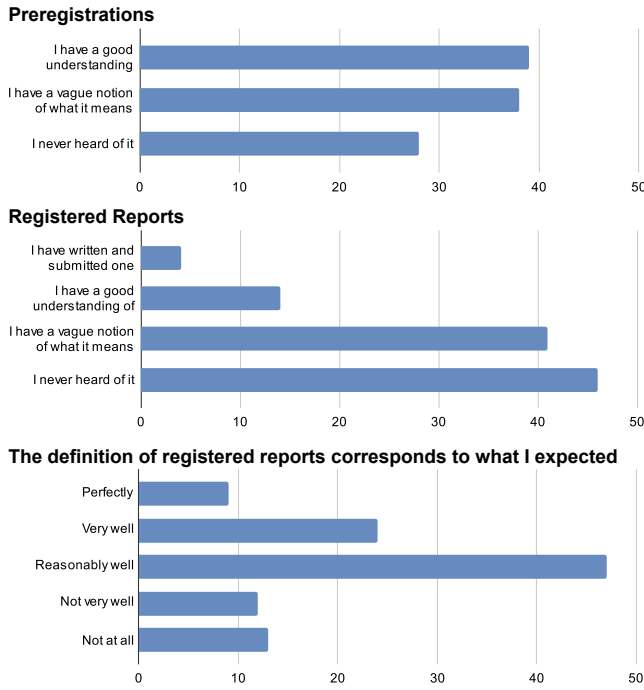 Preregistrations
I have a good
understanding
I have a vague notion
of what it means
I never heard of it
0 10 20 30 40 50
Registered Reports
I have written and
submitted one
I have a good
understanding of
I have a vague notion
of what it means
I never heard of it
0 10 20 30 40 50
The definition of registered reports corresponds to what I expected
Perfectly
Very well
Reasonably well
Not very well
Not at all
0 10 20 30 40 50